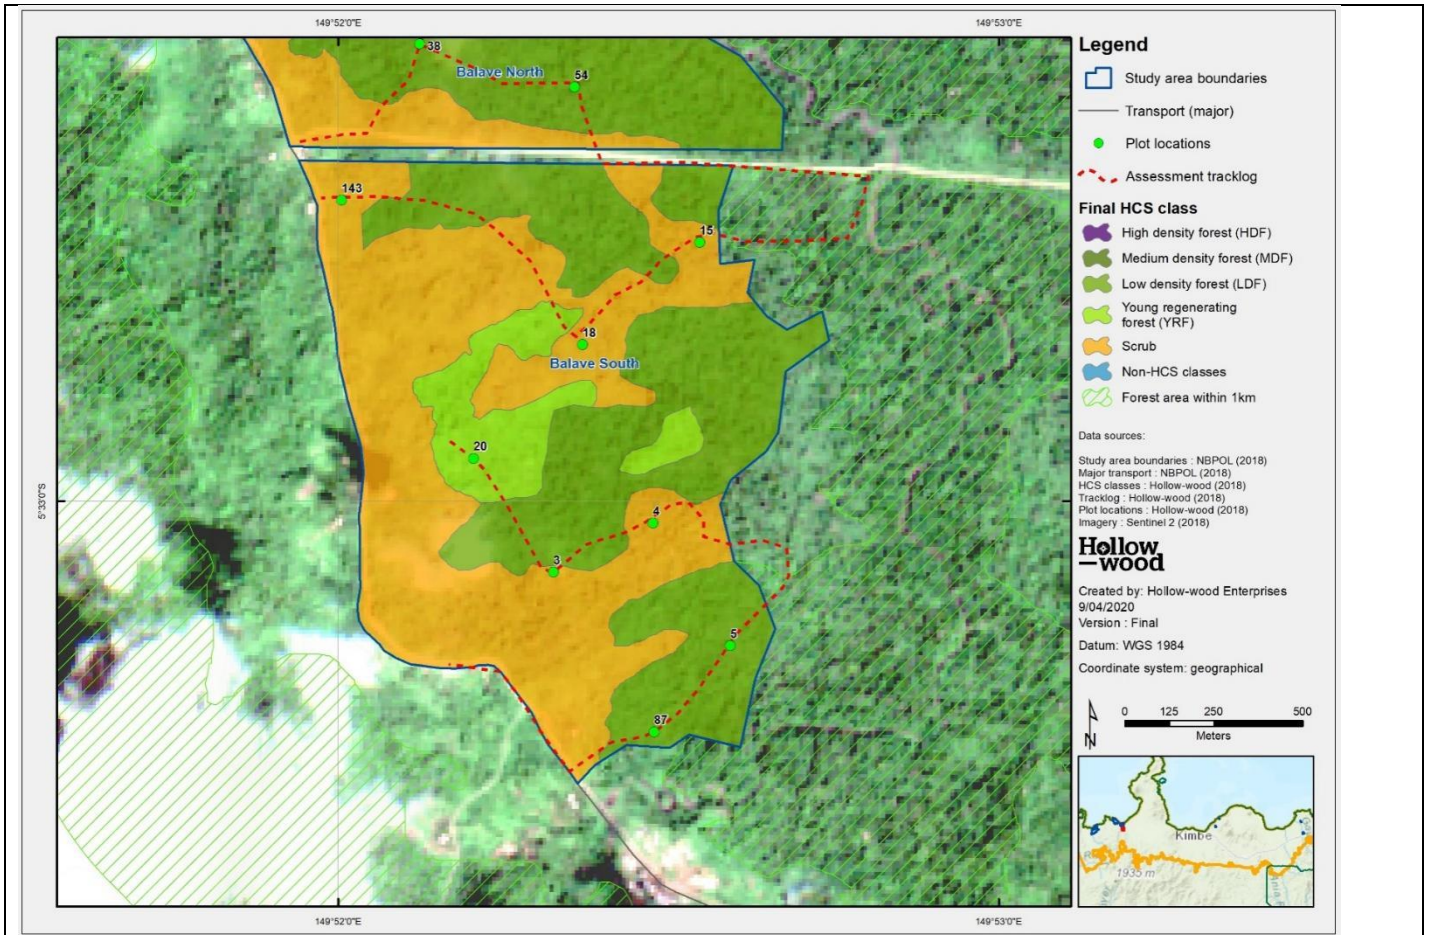 149°52'0"E
149°53'0"E
38
Balave North
54
143
15
18
Balave South
20
4
3
5
87
5°33'0"S
149°52'0"E
149°53'0"E
Legend
Study area boundaries
Transport (major)
Plot locations
Assessment tracklog
Final HCS class
High density forest (HDF)
Medium density forest (MDF)
Low density forest (LDF)
Young regenerating
forest (YRF)
Scrub
Non-HCS classes
Forest area within 1km
Data sources:
Study area boundaries : NBPOL (2018)
Major transport : NBPOL (2018)
HCS classes : Hollow-wood (2018)
Tracklog : Hollow-wood (2018)
Plot locations : Hollow-wood (2018)
Imagery : Sentinel 2 (2018)
Hollow
-wood
Created by: Hollow-wood Enterprises
9/04/2020
Version : Final
Datum: WGS 1984
Coordinate system: geographical
N
0 125 250 500
Meters
Kimbe
1935 m